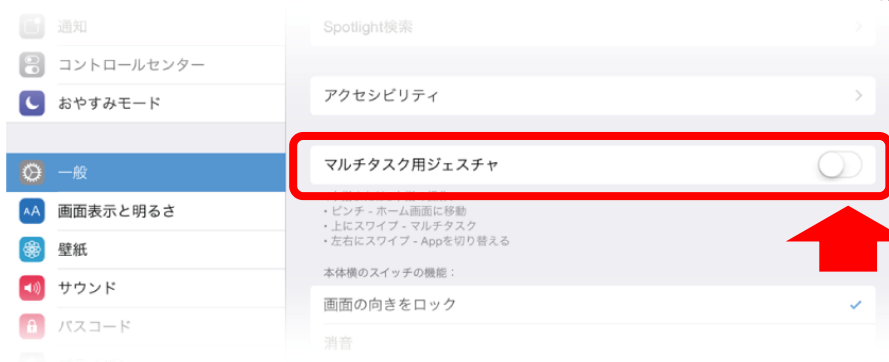 通知
コントロールセンター
おやすみモード
一般
AA 画面表示と明るさ
壁紙
サウンド
パスコード
Spotlight検索
アクセシビリティ
マルチタスク用ジェスチャ
・ピンチ - ホーム画面に移動
・上にスワイプ - マルチタスク
・左右にスワイプ - Appを切り替える
本体横のスイッチの機能：
画面の向きをロック
消音